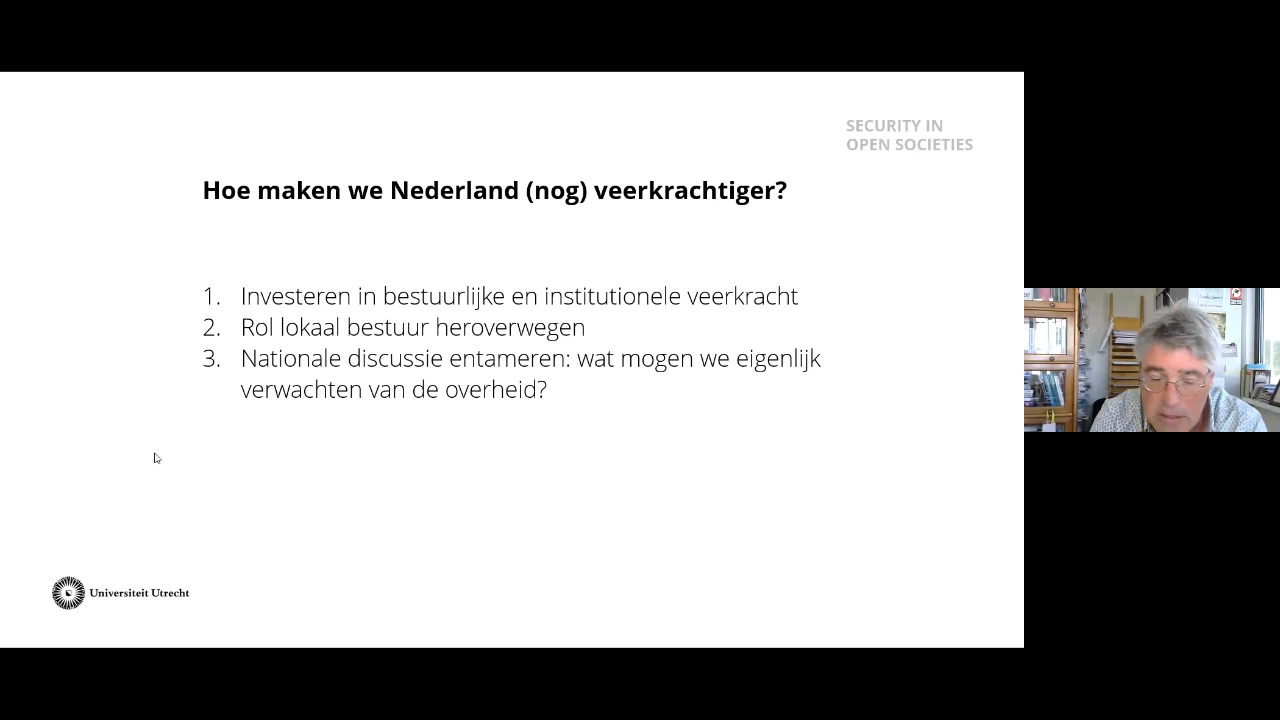 SECURITY IN
OPEN SOCIETIES
Hoe maken we Nederland (nog) veerkrachtiger?
1. Investeren in bestuurlijke en institutionele veerkracht
2. Rol lokaal bestuur heroverwegen
3. Nationale discussie entameren: wat mogen we eigenlijk
verwachten van de overheid?
Universiteit Utrecht